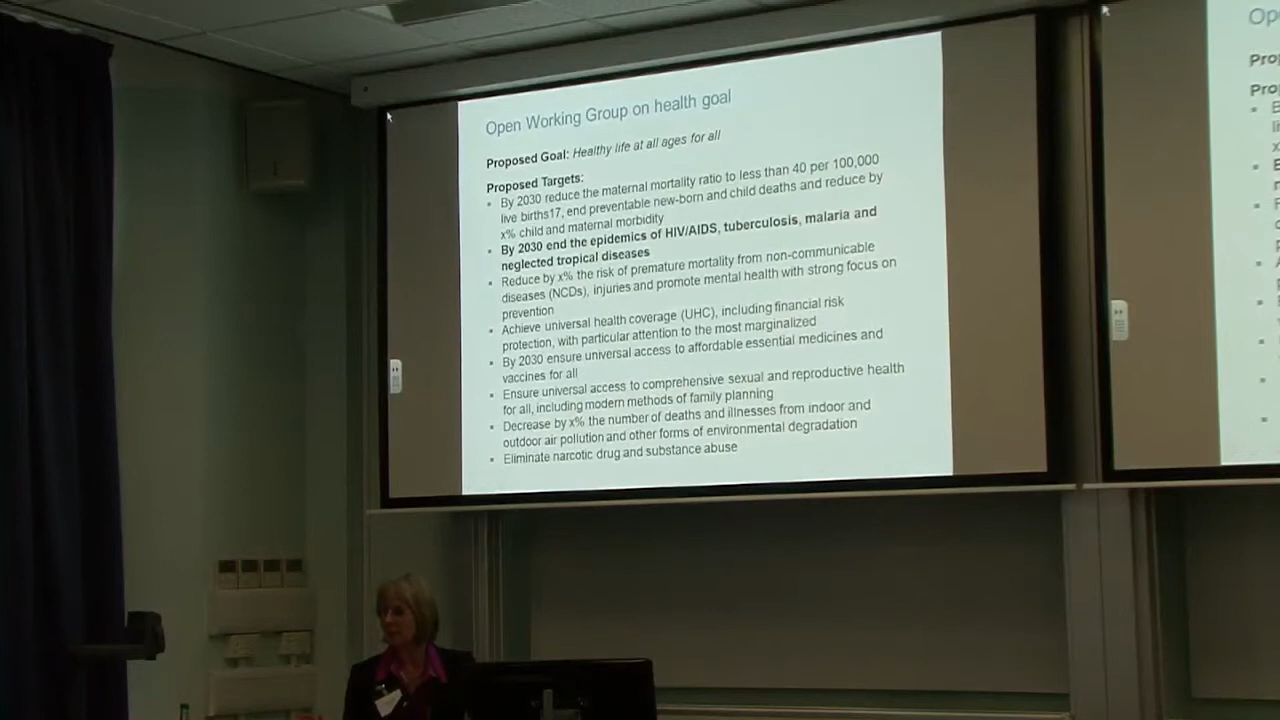 Open Working Group on health goal
Proposed Goal: Healthy life at all ages for all
Proposed Targets:
• By 2030 reduce the maternal mortality ratio to less than 40 per 100,000
live births17, end preventable new-born and child deaths and reduce by
x% child and maternal morbidity
• By 2030 end the epidemics of HIV/AIDS, tuberculosis, malaria and
neglected tropical diseases
• Reduce by x% the risk of premature mortality from non-communicable
diseases (NCDs), injuries and promote mental health with strong focus on
prevention
• Achieve universal health coverage (UHC), including financial risk
protection, with particular attention to the most marginalized
• By 2030 ensure universal access to affordable essential medicines and
vaccines for all
• Ensure universal access to comprehensive sexual and reproductive health
for all, including modern methods of family planning
• Decrease by x% the number of deaths and illnesses from indoor and
outdoor air pollution and other forms of environmental degradation
• Eliminate narcotic drug and substance abuse
Op
Pro
Pro